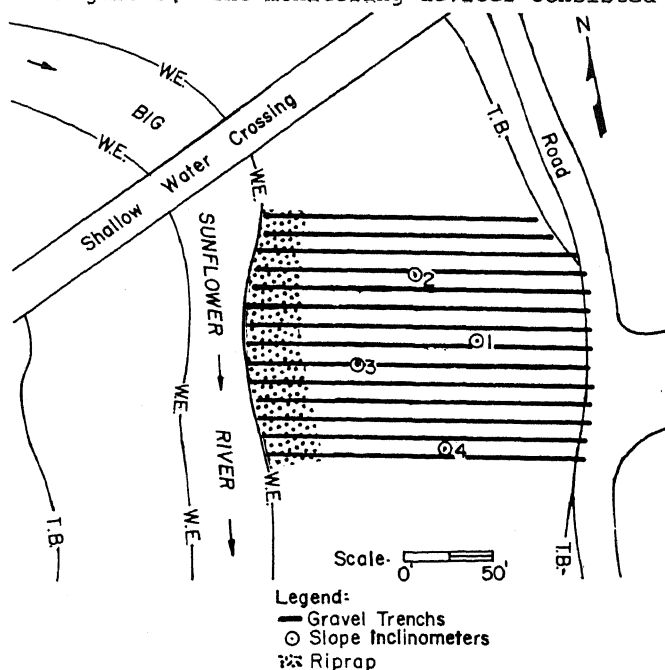 N
W.E.
W.E.
BIG
Shallow Water Crossing
W.E.
T.B.
Road
SUNFLOWER
RIVER
2
1
3
4
W.E.
W.E.
W.E.
T.B.
T.B.
Scale-
0'
50'
Legend:
Gravel Trenchs
Slope Inclinometers
Riprap